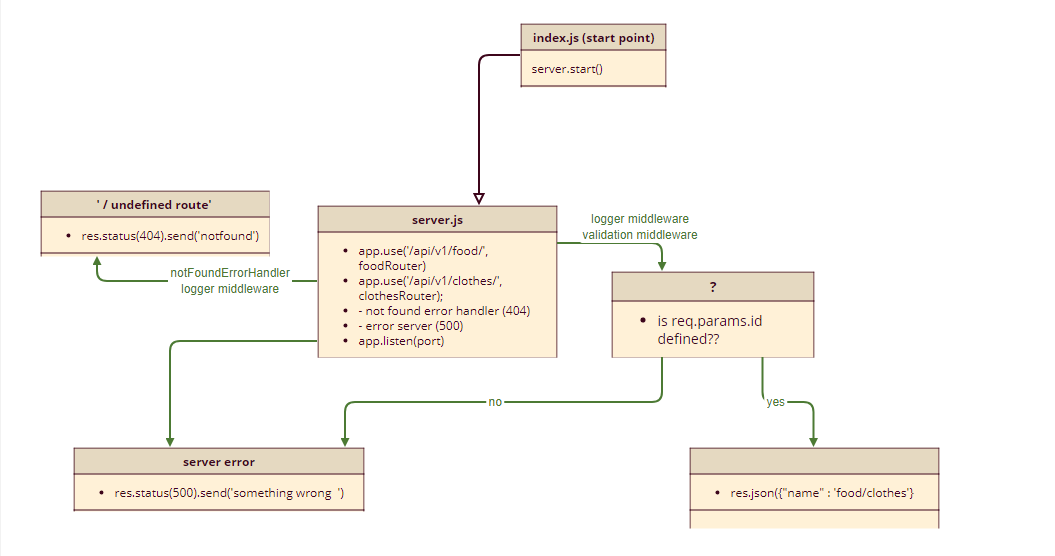 index.js (start point)
server.start()
' / undefined route'
• res.status(404).send('notfound')
server.js
• app.use('/api/v1/food/',
foodRouter)
• app.use('/api/v1/clothes/',
clothesRouter);
• - not found error handler (404)
• - error server (500)
• app.listen(port)
logger middleware
validation middleware
notFoundErrorHandler
logger middleware
?
• is req.params.id
defined??
no
yes
server error
• res.status(500).send('something wrong  ')
• res.json({"name" : 'food/clothes'}